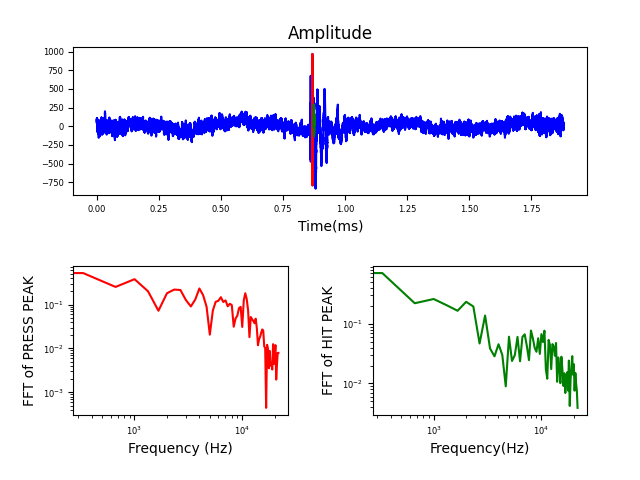 Amplitude
1000
750
500
250
0
−250
−500
−750
0.00 0.25 0.50 0.75 1.00 1.25 1.50 1.75
Time(ms)
FFT of PRESS PEAK
10⁻¹
10⁻²
10⁻³
10³ 10⁴
Frequency (Hz)
FFT of HIT PEAK
10⁻¹
10⁻²
10³ 10⁴
Frequency(Hz)